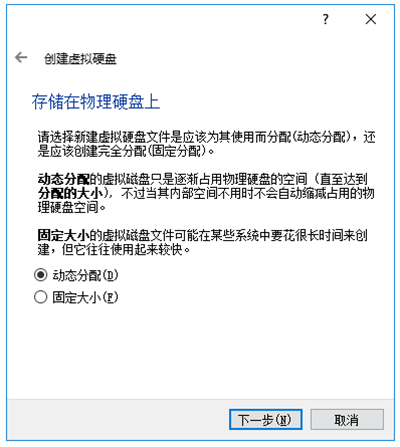 ?
创建虚拟硬盘
存储在物理硬盘上
请选择新建虚拟硬盘文件是应该为其使用而分配(动态分配)，还
是应该创建完全分配(固定分配)。
动态分配的虚拟磁盘只是逐渐占用物理硬盘的空间（直至达到
分配的大小），不过当其内部空间不用时不会自动缩减占用的物
理硬盘空间。
固定大小的虚拟磁盘文件可能在某些系统中要花很长时间来创
建，但它往往使用起来较快。
动态分配(D)
固定大小(F)
下一步(N)
取消